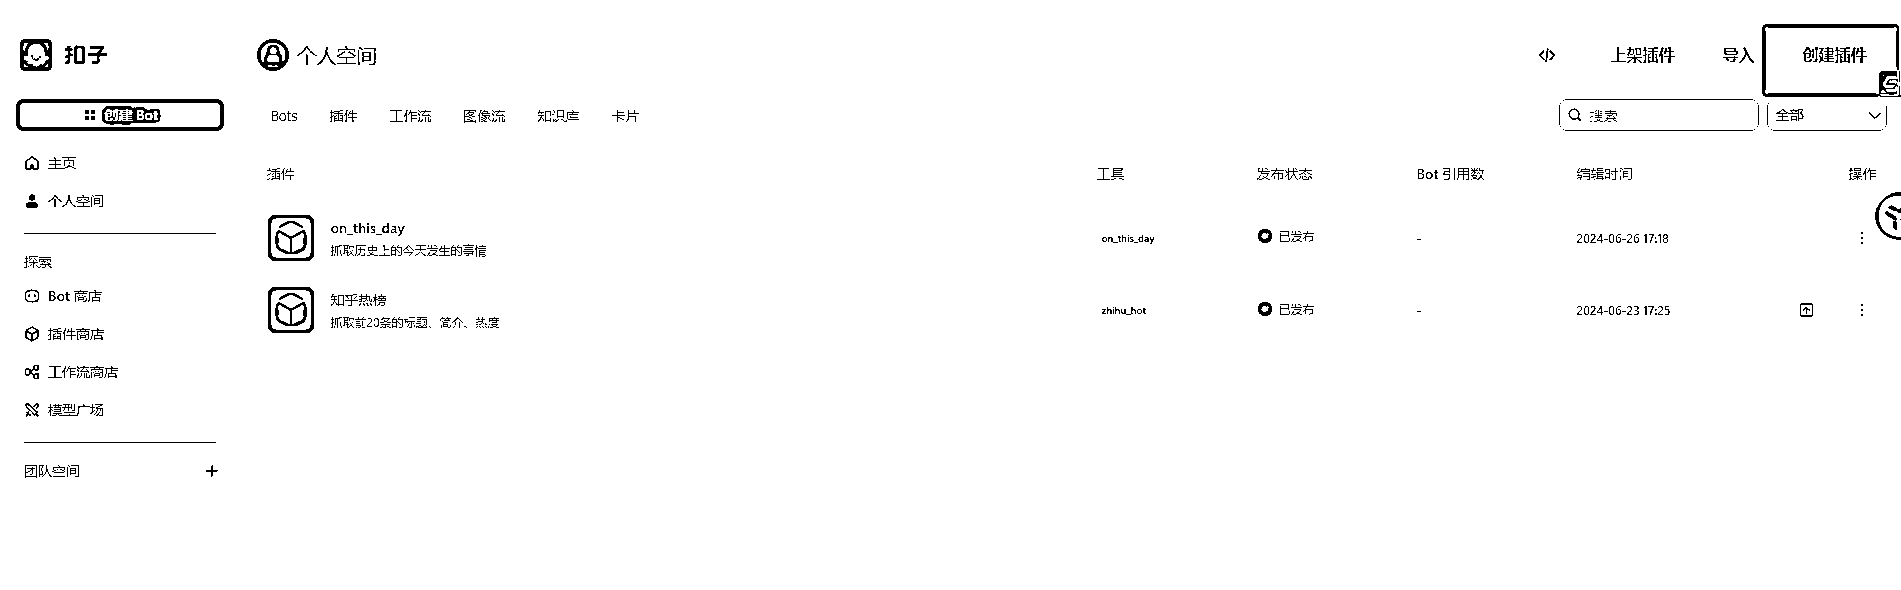 扣子
个人空间
上架插件
导入
创建插件
创建 Bot
Bots 插件 工作流 图像流 知识库 卡片
搜索
全部
主页
个人空间
探索
Bot 商店
插件商店
工作流商店
模型广场
团队空间
插件 工具 发布状态 Bot 引用数 编辑时间 操作
on_this_day
抓取历史上的今天发生的事情
on_this_day 已发布 - 2024-06-26 17:18
知乎热榜
抓取前20条的标题、简介、热度
zhihu_hot 已发布 - 2024-06-23 17:25